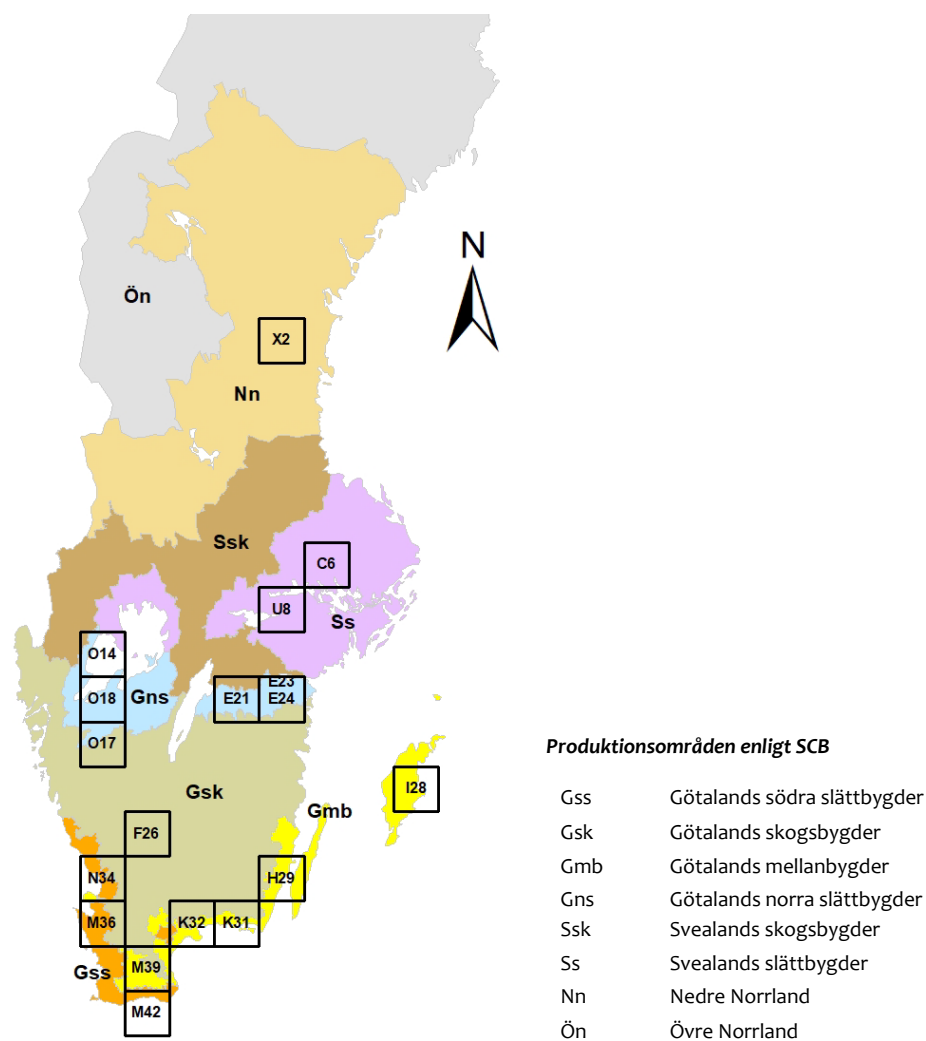 N
Ön
X2
Nn
Ssk
C6
U8
Ss
O14
E23
O18
Gns
E21
E24
O17
I28
Gsk
Gmb
F26
N34
H29
M36
K32
K31
M39
Gss
M42
Produktionsområden enligt SCB
Gss Götalands södra slättbygder
Gsk Götalands skogsbygder
Gmb Götalands mellanbygder
Gns Götalands norra slättbygder
Ssk Svealands skogsbygder
Ss Svealands slättbygder
Nn Nedre Norrland
Ön Övre Norrland